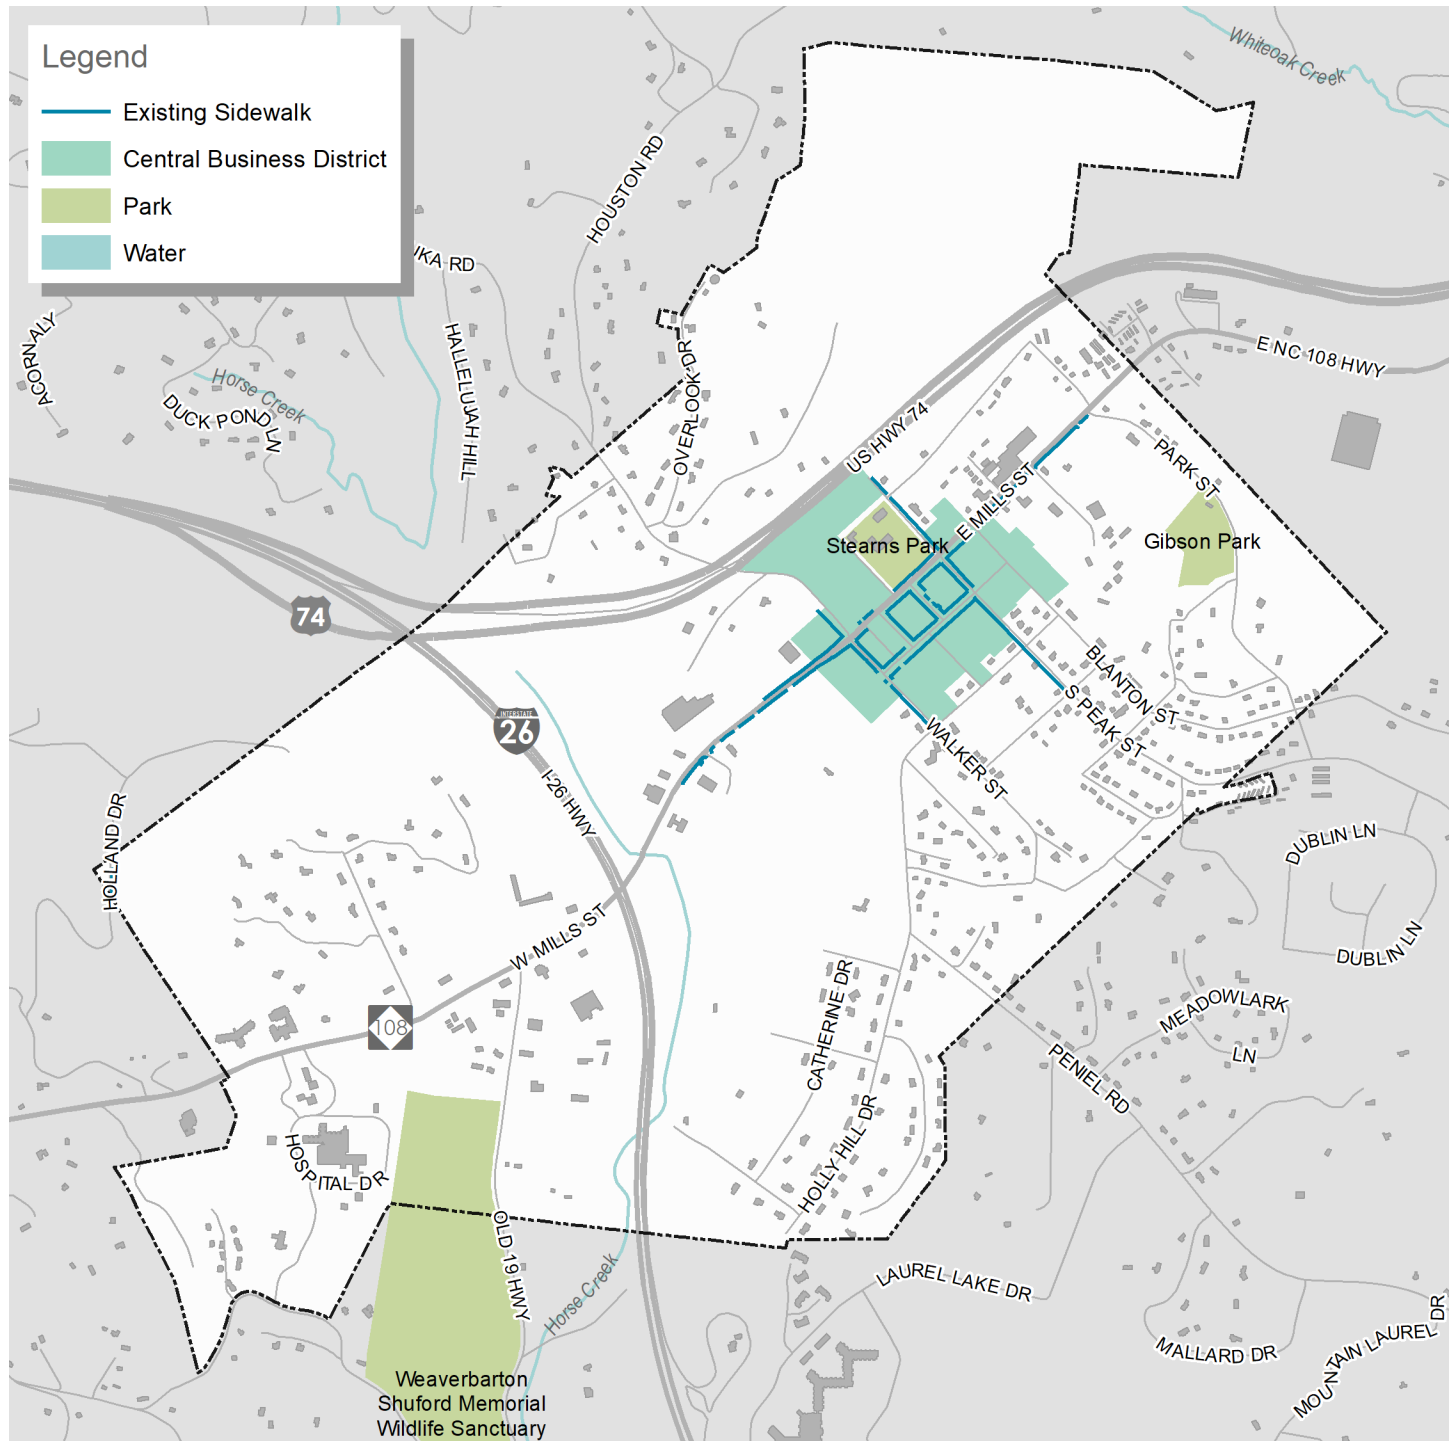 Legend
Existing Sidewalk
Central Business District
Park
Water
Whiteoak Creek
HOUSTON RD
IKA RD
ACORN ALY
HALLELUJAH HILL
Horse Creek
DUCK POND LN
OVERLOOK DR
US HWY 74
E NC 108 HWY
PARK ST
E MILLS ST
Stearns Park
Gibson Park
74
INTERSTATE
26
I-26 HWY
BLANTON ST
S PEAK ST
WALKER ST
HOLLAND DR
DUBLIN LN
DUBLIN LN
W MILLS ST
108
CATHERINE DR
MEADOWLARK
LN
PENIEL RD
HOLLY HILL DR
HOSPITAL DR
OLD 19 HWY
Horse Creek
LAUREL LAKE DR
MALLARD DR
MOUNTAIN LAUREL DR
Weaverbarton
Shuford Memorial
Wildlife Sanctuary